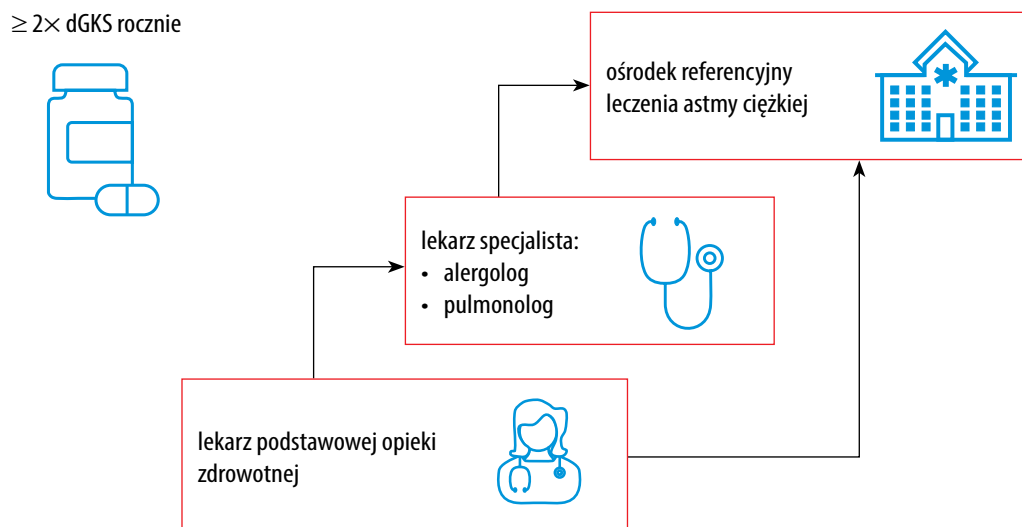 ≥ 2× dGKS rocznie
ośrodek referencyjny
leczenia astmy ciężkiej
lekarz specjalista:
• alergolog
• pulmonolog
lekarz podstawowej opieki
zdrowotnej